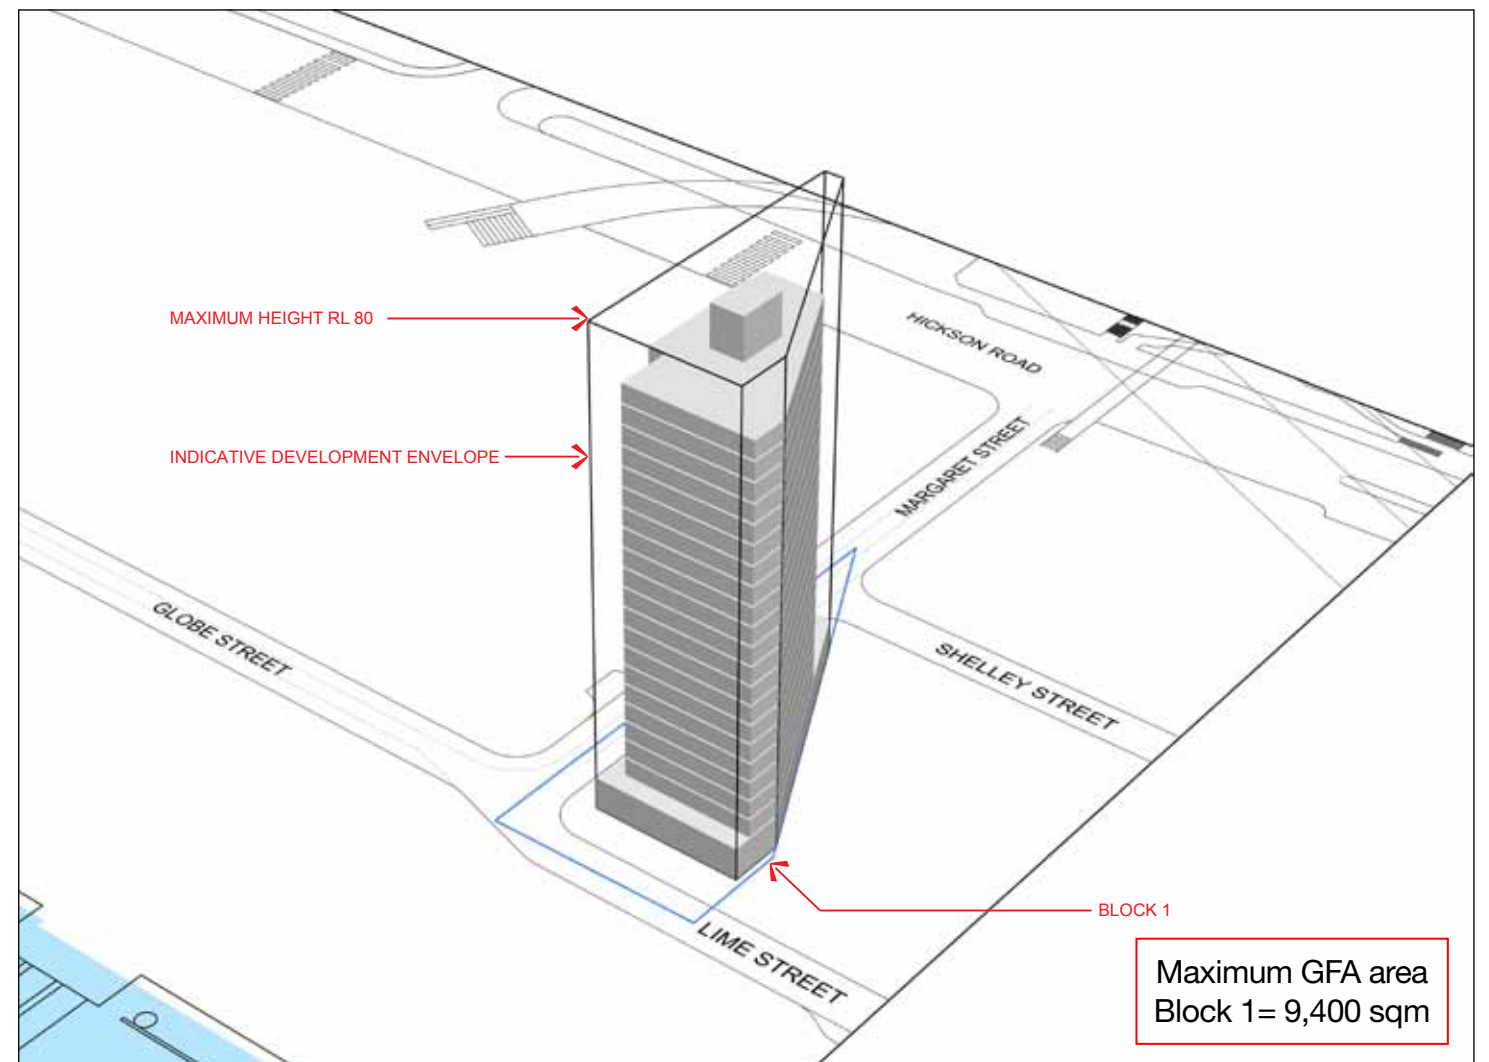 MAXIMUM HEIGHT RL 80
HICKSON ROAD
INDICATIVE DEVELOPMENT ENVELOPE
MARGARET STREET
GLOBE STREET
SHELLEY STREET
BLOCK 1
LIME STREET
Maximum GFA area
Block 1= 9,400 sqm